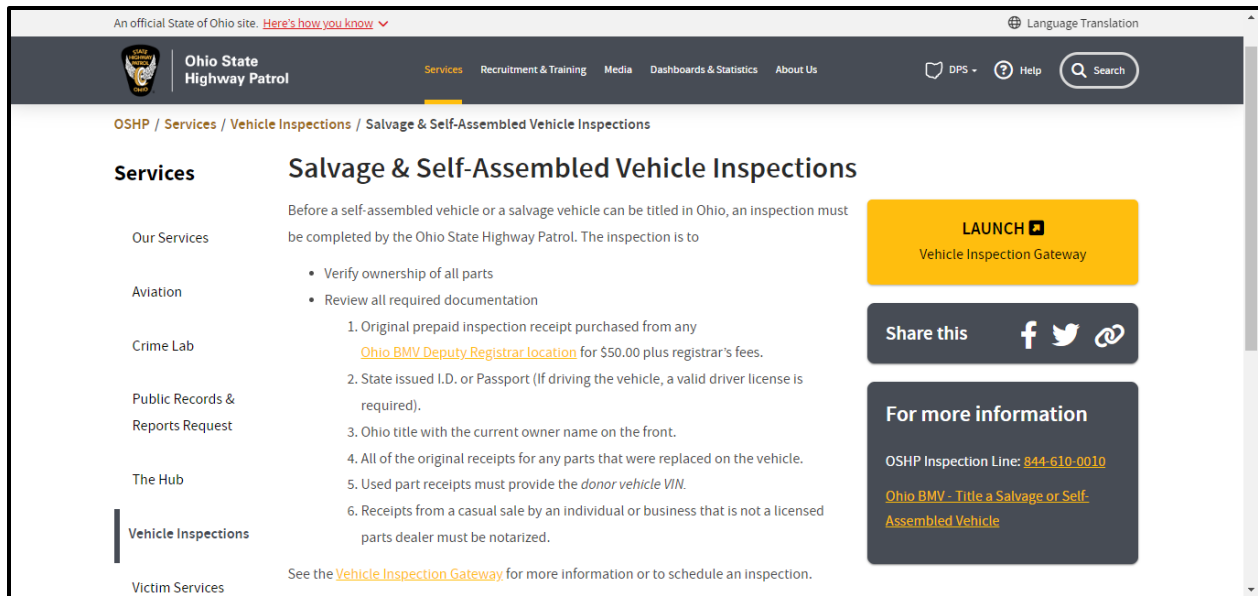 An official State of Ohio site. Here's how you know
Language Translation
Ohio State
Highway Patrol
Services
Recruitment & Training
Media
Dashboards & Statistics
About Us
DPS
Help
Search
OSHP / Services / Vehicle Inspections / Salvage & Self-Assembled Vehicle Inspections
Services
Our Services
Aviation
Crime Lab
Public Records &
Reports Request
The Hub
Vehicle Inspections
Victim Services
Salvage & Self-Assembled Vehicle Inspections
Before a self-assembled vehicle or a salvage vehicle can be titled in Ohio, an inspection must
be completed by the Ohio State Highway Patrol. The inspection is to
• Verify ownership of all parts
• Review all required documentation
1. Original prepaid inspection receipt purchased from any
Ohio BMV Deputy Registrar location for $50.00 plus registrar's fees.
2. State issued I.D. or Passport (If driving the vehicle, a valid driver license is
required).
3. Ohio title with the current owner name on the front.
4. All of the original receipts for any parts that were replaced on the vehicle.
5. Used part receipts must provide the donor vehicle VIN.
6. Receipts from a casual sale by an individual or business that is not a licensed
parts dealer must be notarized.
See the Vehicle Inspection Gateway for more information or to schedule an inspection.
LAUNCH
Vehicle Inspection Gateway
Share this
For more information
OSHP Inspection Line: 844-610-0010
Ohio BMV - Title a Salvage or Self-
Assembled Vehicle